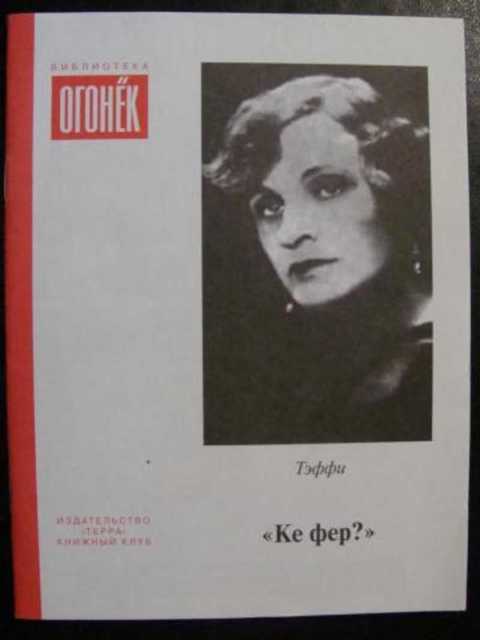 БИБЛИОТЕКА
ОГОНЁК
Тэффи
«Ке фер?»
ИЗДАТЕЛЬСТВО
«ТЕРРА»
КНИЖНЫЙ КЛУБ